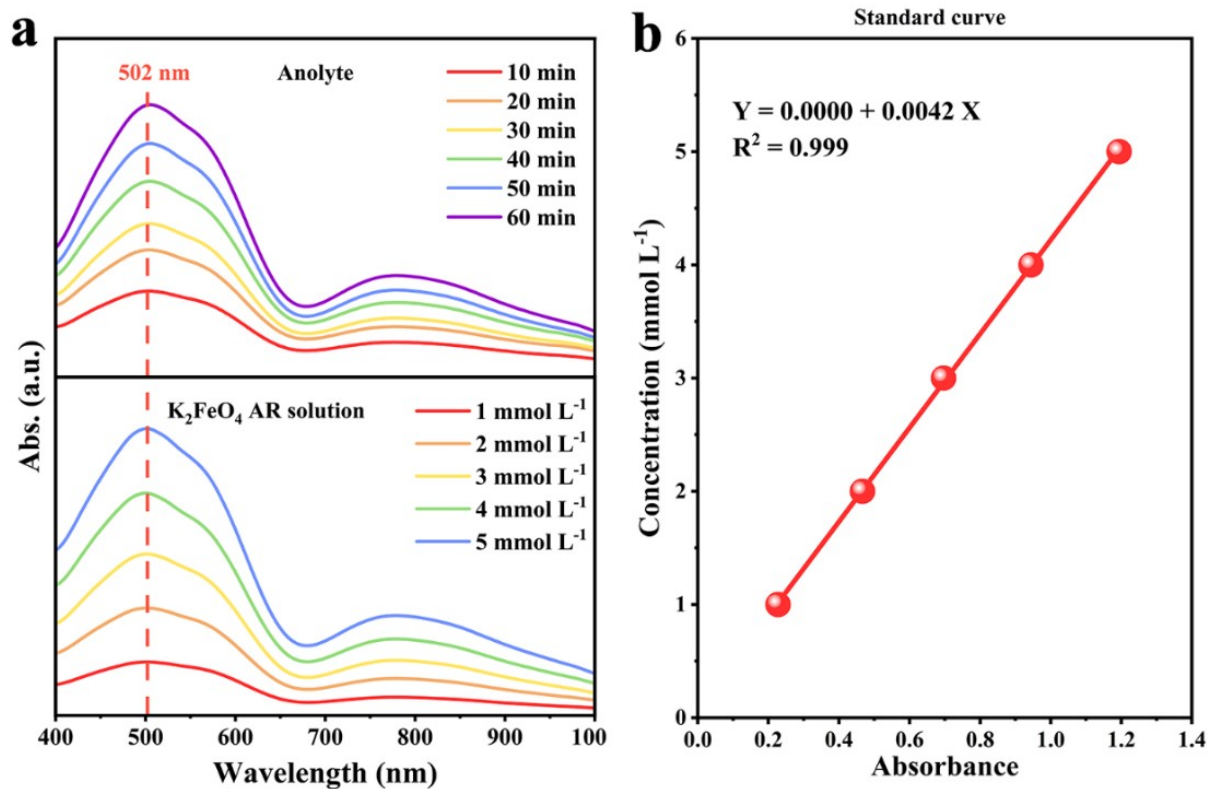 a
502 nm
Anolyte
10 min
20 min
30 min
40 min
50 min
60 min
K₂FeO₄ AR solution
1 mmol L⁻¹
2 mmol L⁻¹
3 mmol L⁻¹
4 mmol L⁻¹
5 mmol L⁻¹
Abs. (a.u.)
400 500 600 700 800 900 100
Wavelength (nm)
b
Standard curve
Y = 0.0000 + 0.0042 X
R² = 0.999
Concentration (mmol L⁻¹)
6
5
4
3
2
1
0
0.0 0.2 0.4 0.6 0.8 1.0 1.2 1.4
Absorbance